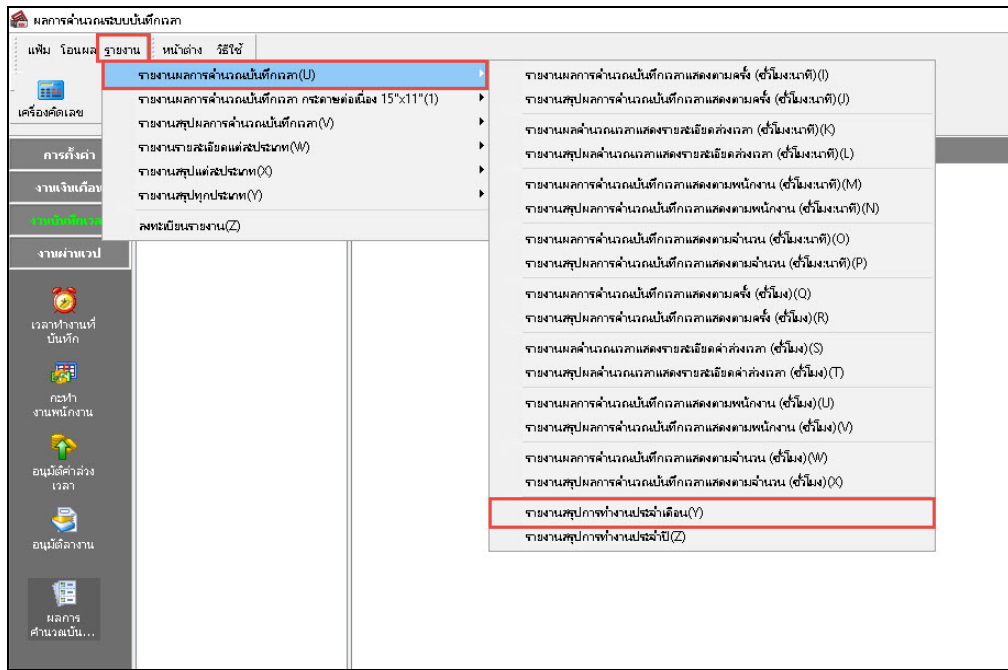 ผลการคำนวณระบบบันทึกเวลา
แฟ้ม โอนผล รายงาน หน้าต่าง วิธีใช้
เครื่องคิดเลข
รายงานผลการคำนวณบันทึกเวลา(U)
รายงานผลการคำนวณบันทึกเวลา กระดาษต่อเนื่อง 15"x11"(1)
รายงานสรุปผลการคำนวณบันทึกเวลา(V)
รายงานรายละเอียดแต่ละประเภท(W)
รายงานสรุปแต่ละประเภท(X)
รายงานสรุปทุกประเภท(Y)
ลงทะเบียนรายงาน(Z)
รายงานผลการคำนวณบันทึกเวลาแสดงตามครั้ง (ชั่วโมง:นาที)(I)
รายงานสรุปผลการคำนวณบันทึกเวลาแสดงตามครั้ง (ชั่วโมง:นาที)(J)
รายงานผลคำนวณเวลาแสดงรายละเอียดล่วงเวลา (ชั่วโมง:นาที)(K)
รายงานสรุปผลคำนวณเวลาแสดงรายละเอียดล่วงเวลา (ชั่วโมง:นาที)(L)
รายงานผลการคำนวณบันทึกเวลาแสดงตามพนักงาน (ชั่วโมง:นาที)(M)
รายงานสรุปผลการคำนวณบันทึกเวลาแสดงตามพนักงาน (ชั่วโมง:นาที)(N)
รายงานผลการคำนวณบันทึกเวลาแสดงตามจำนวน (ชั่วโมง:นาที)(O)
รายงานสรุปผลการคำนวณบันทึกเวลาแสดงตามจำนวน (ชั่วโมง:นาที)(P)
รายงานผลการคำนวณบันทึกเวลาแสดงตามครั้ง (ชั่วโมง)(Q)
รายงานสรุปผลการคำนวณบันทึกเวลาแสดงตามครั้ง (ชั่วโมง)(R)
รายงานผลคำนวณเวลาแสดงรายละเอียดค่าล่วงเวลา (ชั่วโมง)(S)
รายงานสรุปผลคำนวณเวลาแสดงรายละเอียดค่าล่วงเวลา (ชั่วโมง)(T)
รายงานผลการคำนวณบันทึกเวลาแสดงตามพนักงาน (ชั่วโมง)(U)
รายงานสรุปผลการคำนวณบันทึกเวลาแสดงตามพนักงาน (ชั่วโมง)(V)
รายงานผลการคำนวณบันทึกเวลาแสดงตามจำนวน (ชั่วโมง)(W)
รายงานสรุปผลการคำนวณบันทึกเวลาแสดงตามจำนวน (ชั่วโมง)(X)
รายงานสรุปการทำงานประจำเดือน(Y)
รายงานสรุปการทำงานประจำปี(Z)
การตั้งค่า
งานเงินเดือน
งานบันทึกเวล
งานผ่านเวป
เวลาทำงานที่
บันทึก
กะทำ
งานพนักงาน
อนุมัติค่าล่วง
เวลา
อนุมัติลางาน
ผลการ
คำนวณบัน...